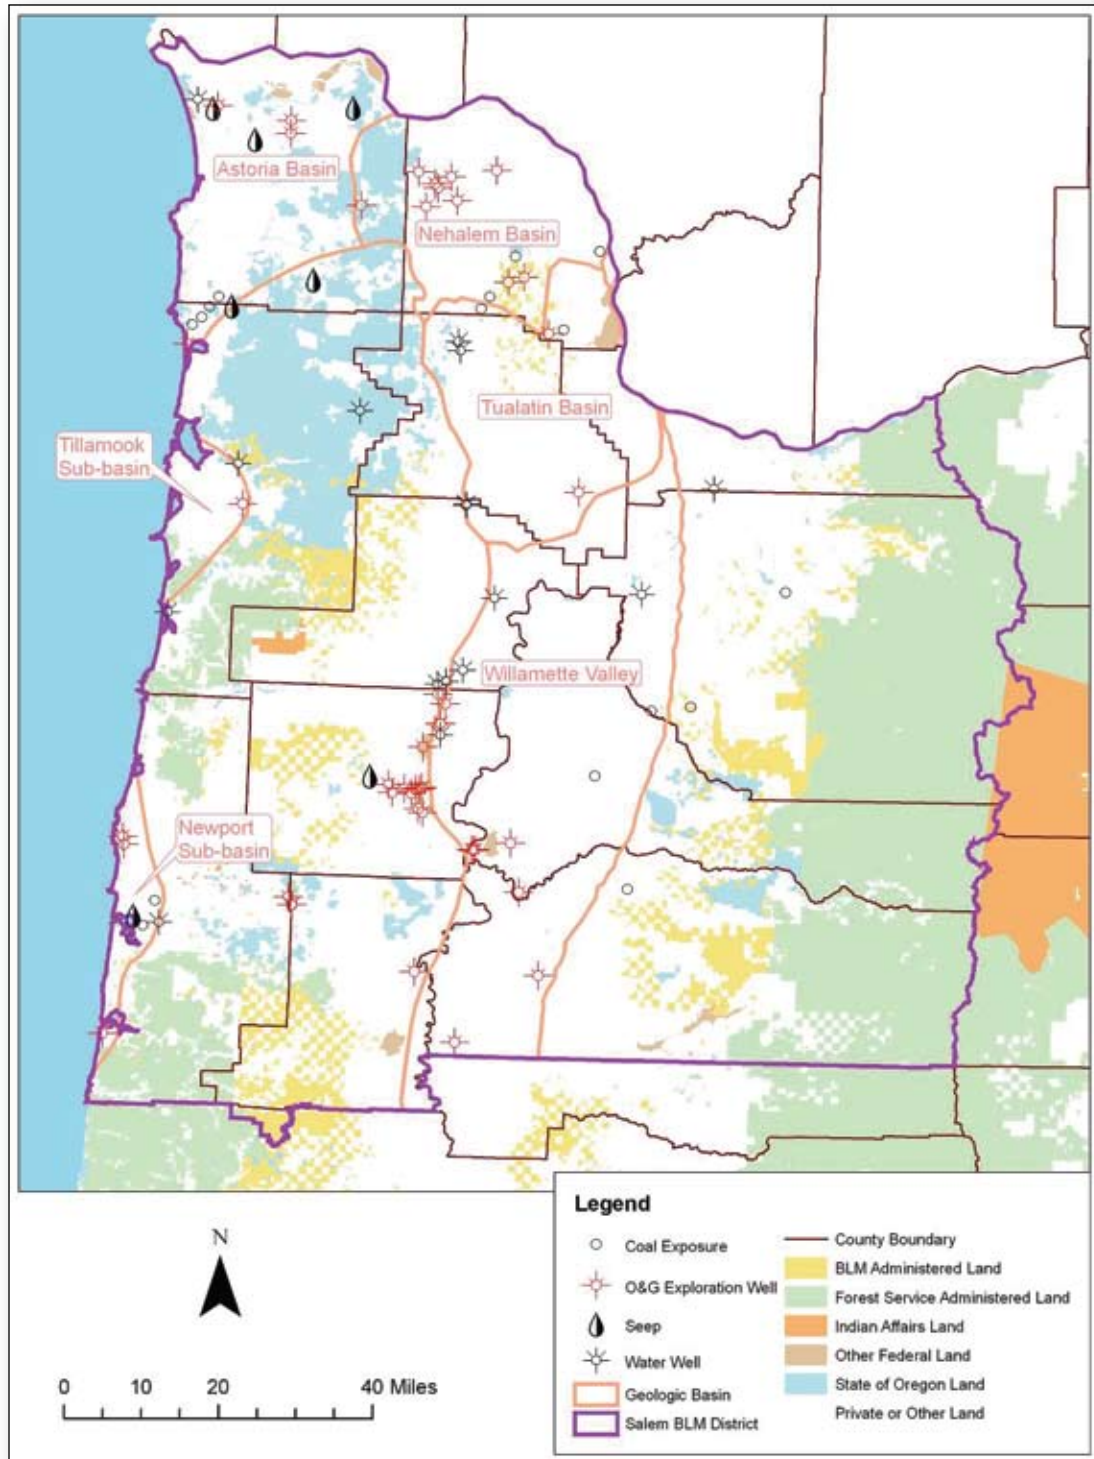 Astoria Basin
Nehalem Basin
Tualatin Basin
Tillamook
Sub-basin
Willamette Valley
Newport
Sub-basin
N
0 10 20 40 Miles
Legend
Coal Exposure
O&G Exploration Well
Seep
Water Well
Geologic Basin
Salem BLM District
County Boundary
BLM Administered Land
Forest Service Administered Land
Indian Affairs Land
Other Federal Land
State of Oregon Land
Private or Other Land